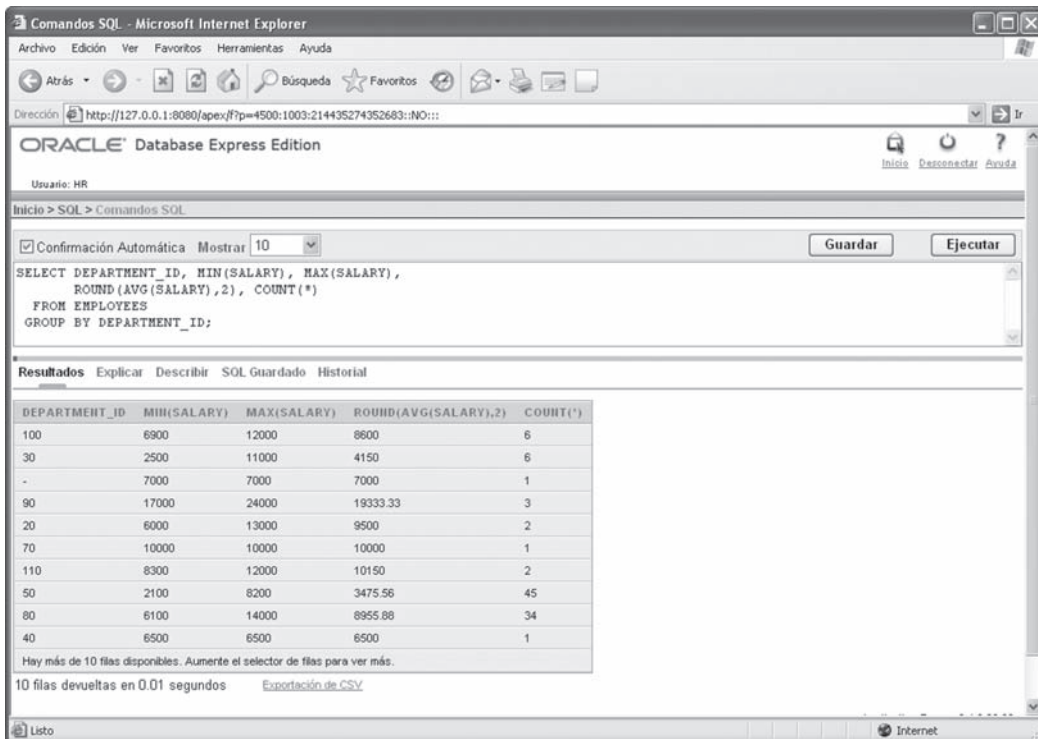 Comandos SQL - Microsoft Internet Explorer
Archivo Edición Ver Favoritos Herramientas Ayuda
Atrás Búsqueda Favoritos
Dirección http://127.0.0.1:8080/apex/f?p=4500:1003:214435274352683::NO::: Ir
ORACLE Database Express Edition
Inicio Desconectar Ayuda
Usuario: HR
Inicio > SQL > Comandos SQL
Confirmación Automática Mostrar 10 Guardar Ejecutar
SELECT DEPARTMENT_ID, MIN(SALARY), MAX(SALARY),
ROUND(AVG(SALARY),2), COUNT(*)
FROM EMPLOYEES
GROUP BY DEPARTMENT_ID;
Resultados Explicar Describir SQL Guardado Historial
DEPARTMENT_ID MIN(SALARY) MAX(SALARY) ROUND(AVG(SALARY),2) COUNT(*)
100 6900 12000 8600 6
30 2500 11000 4150 6
- 7000 7000 7000 1
90 17000 24000 19333.33 3
20 6000 13000 9500 2
70 10000 10000 10000 1
110 8300 12000 10150 2
50 2100 8200 3475.56 45
80 6100 14000 8955.88 34
40 6500 6500 6500 1
Hay más de 10 filas disponibles. Aumente el selector de filas para ver más.
10 filas devueltas en 0.01 segundos Exportación de CSV
Listo Internet